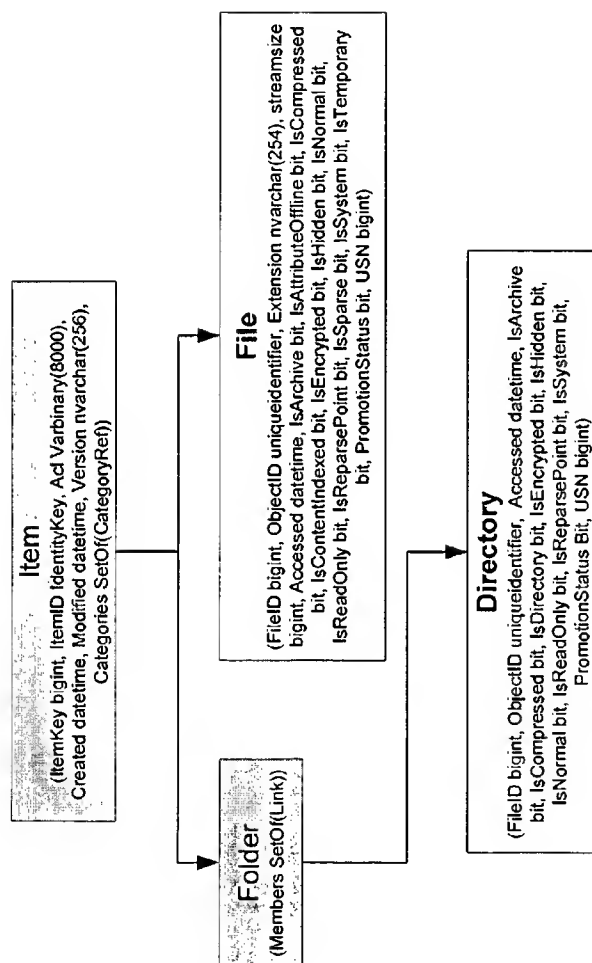 Item
(ItemKey bigint, ItemID IdentityKey, Acl Varbinary(8000),
Created datetime, Modified datetime, Version nvarchar(256),
Categories SetOf(CategoryRef))
Folder
(Members SetOf(Link))
File
(FileID bigint, ObjectID uniqueidentifier, Extension nvarchar(254), streamsize
bigint, Accessed datetime, IsArchive bit, IsAttributeOffline bit, IsCompressed
bit, IsContentIndexed bit, IsEncrypted bit, IsHidden bit, IsNormal bit,
IsReadOnly bit, IsReparsePoint bit, IsSparse bit, IsSystem bit, IsTemporary
bit, PromotionStatus bit, USN bigint)
Directory
(FileID bigint, ObjectID uniqueidentifier, Accessed datetime, IsArchive
bit, IsCompressed bit, IsDirectory bit, IsEncrypted bit, IsHidden bit,
IsNormal bit, IsReadOnly bit, IsReparsePoint bit, IsSystem bit,
PromotionStatus Bit, USN bigint)